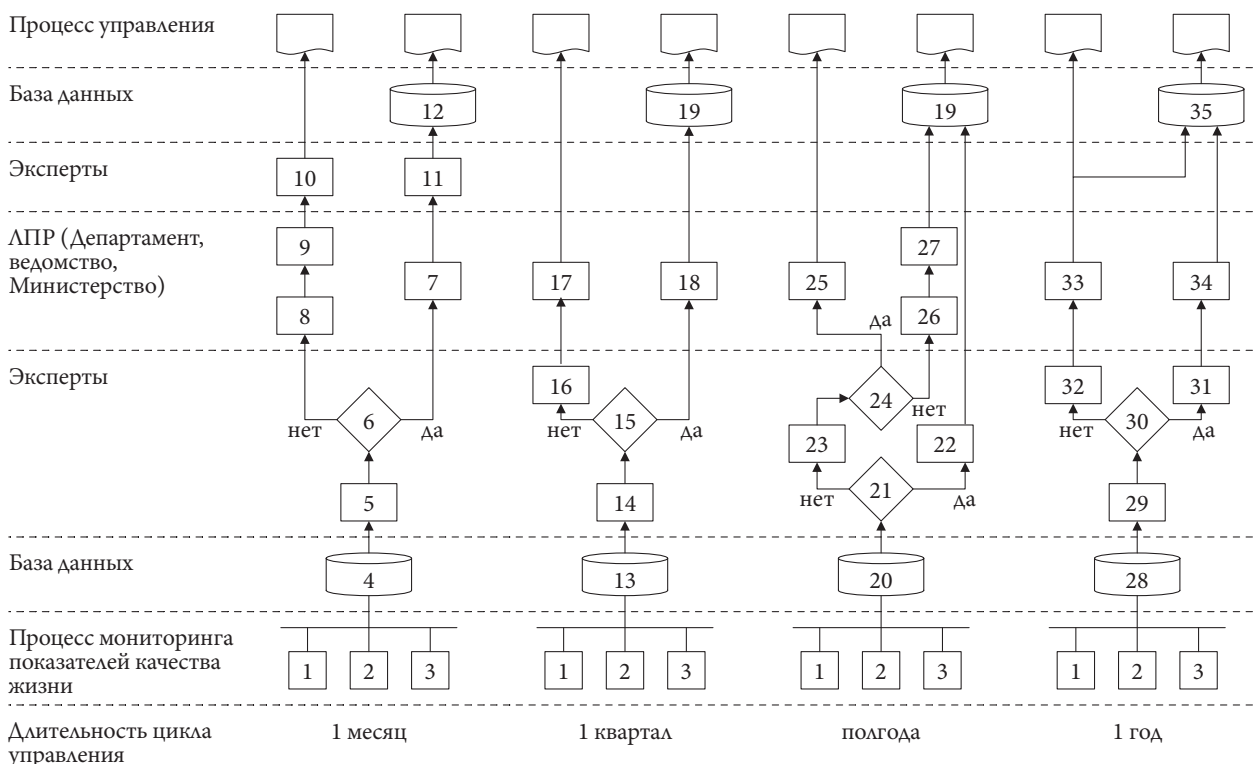 Процесс управления
База данных
12
19
19
35
Эксперты
10
11
ЛПР (Департамент,
ведомство,
Министерство)
9
7
8
17
18
25
27
26
33
34
да
Эксперты
6
нет
да
5
16
15
нет
да
14
24
нет
23
22
21
нет
да
32
31
30
нет
да
29
База данных
4
13
20
28
Процесс мониторинга
показателей качества
жизни
1 2 3
1 2 3
1 2 3
1 2 3
Длительность цикла
управления
1 месяц
1 квартал
полгода
1 год